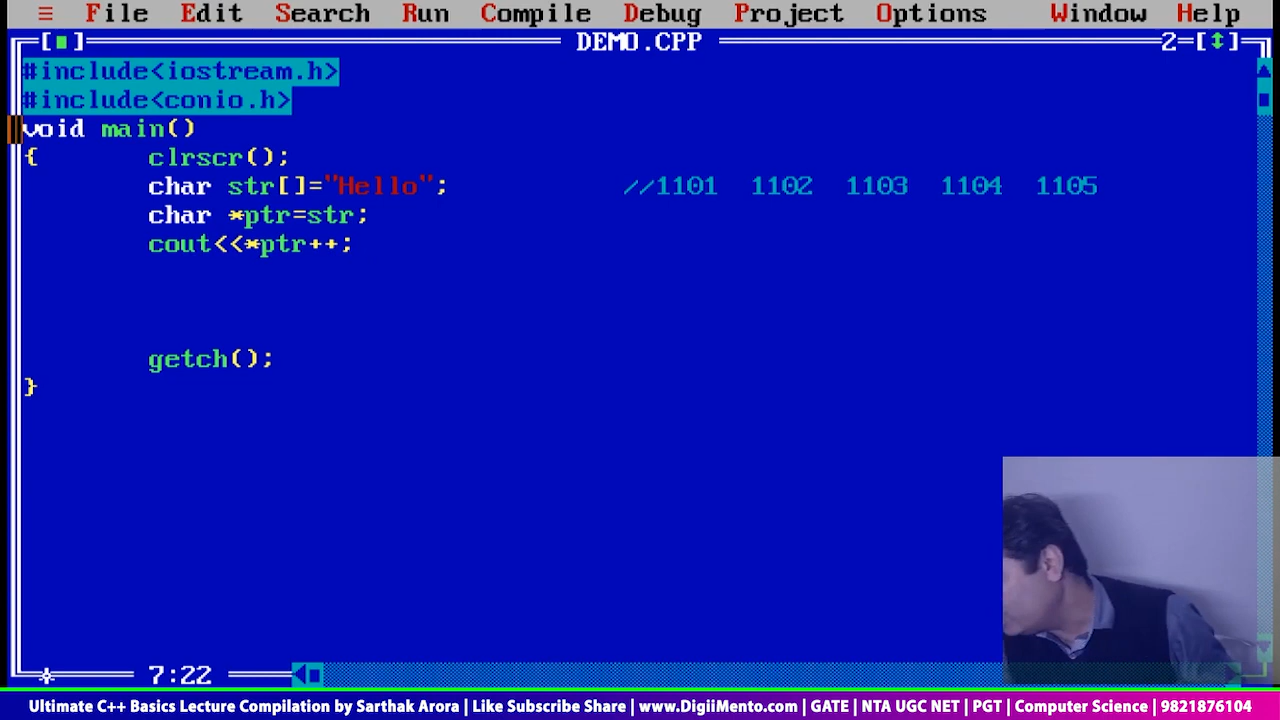 ≡ File Edit Search Run Compile Debug Project Options Window Help
[■] DEMO.CPP 2=[↕]
#include<iostream.h>
#include<conio.h>
void main()
{ clrscr();
char str[]="Hello"; //1101 1102 1103 1104 1105
char *ptr=str;
cout<<*ptr++;
getch();
}
7:22
Ultimate C++ Basics Lecture Compilation by Sarthak Arora | Like Subscribe Share | www.DigiiMento.com | GATE | NTA UGC NET | PGT | Computer Science | 9821876104